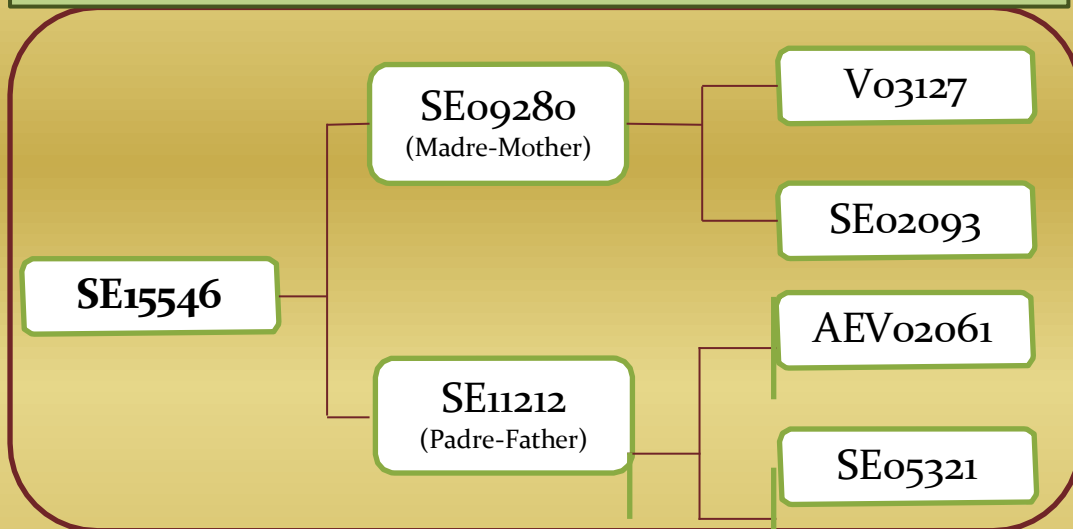 V03127
SE09280
(Madre-Mother)
SE02093
SE15546
AEV02061
SE11212
(Padre-Father)
SE05321